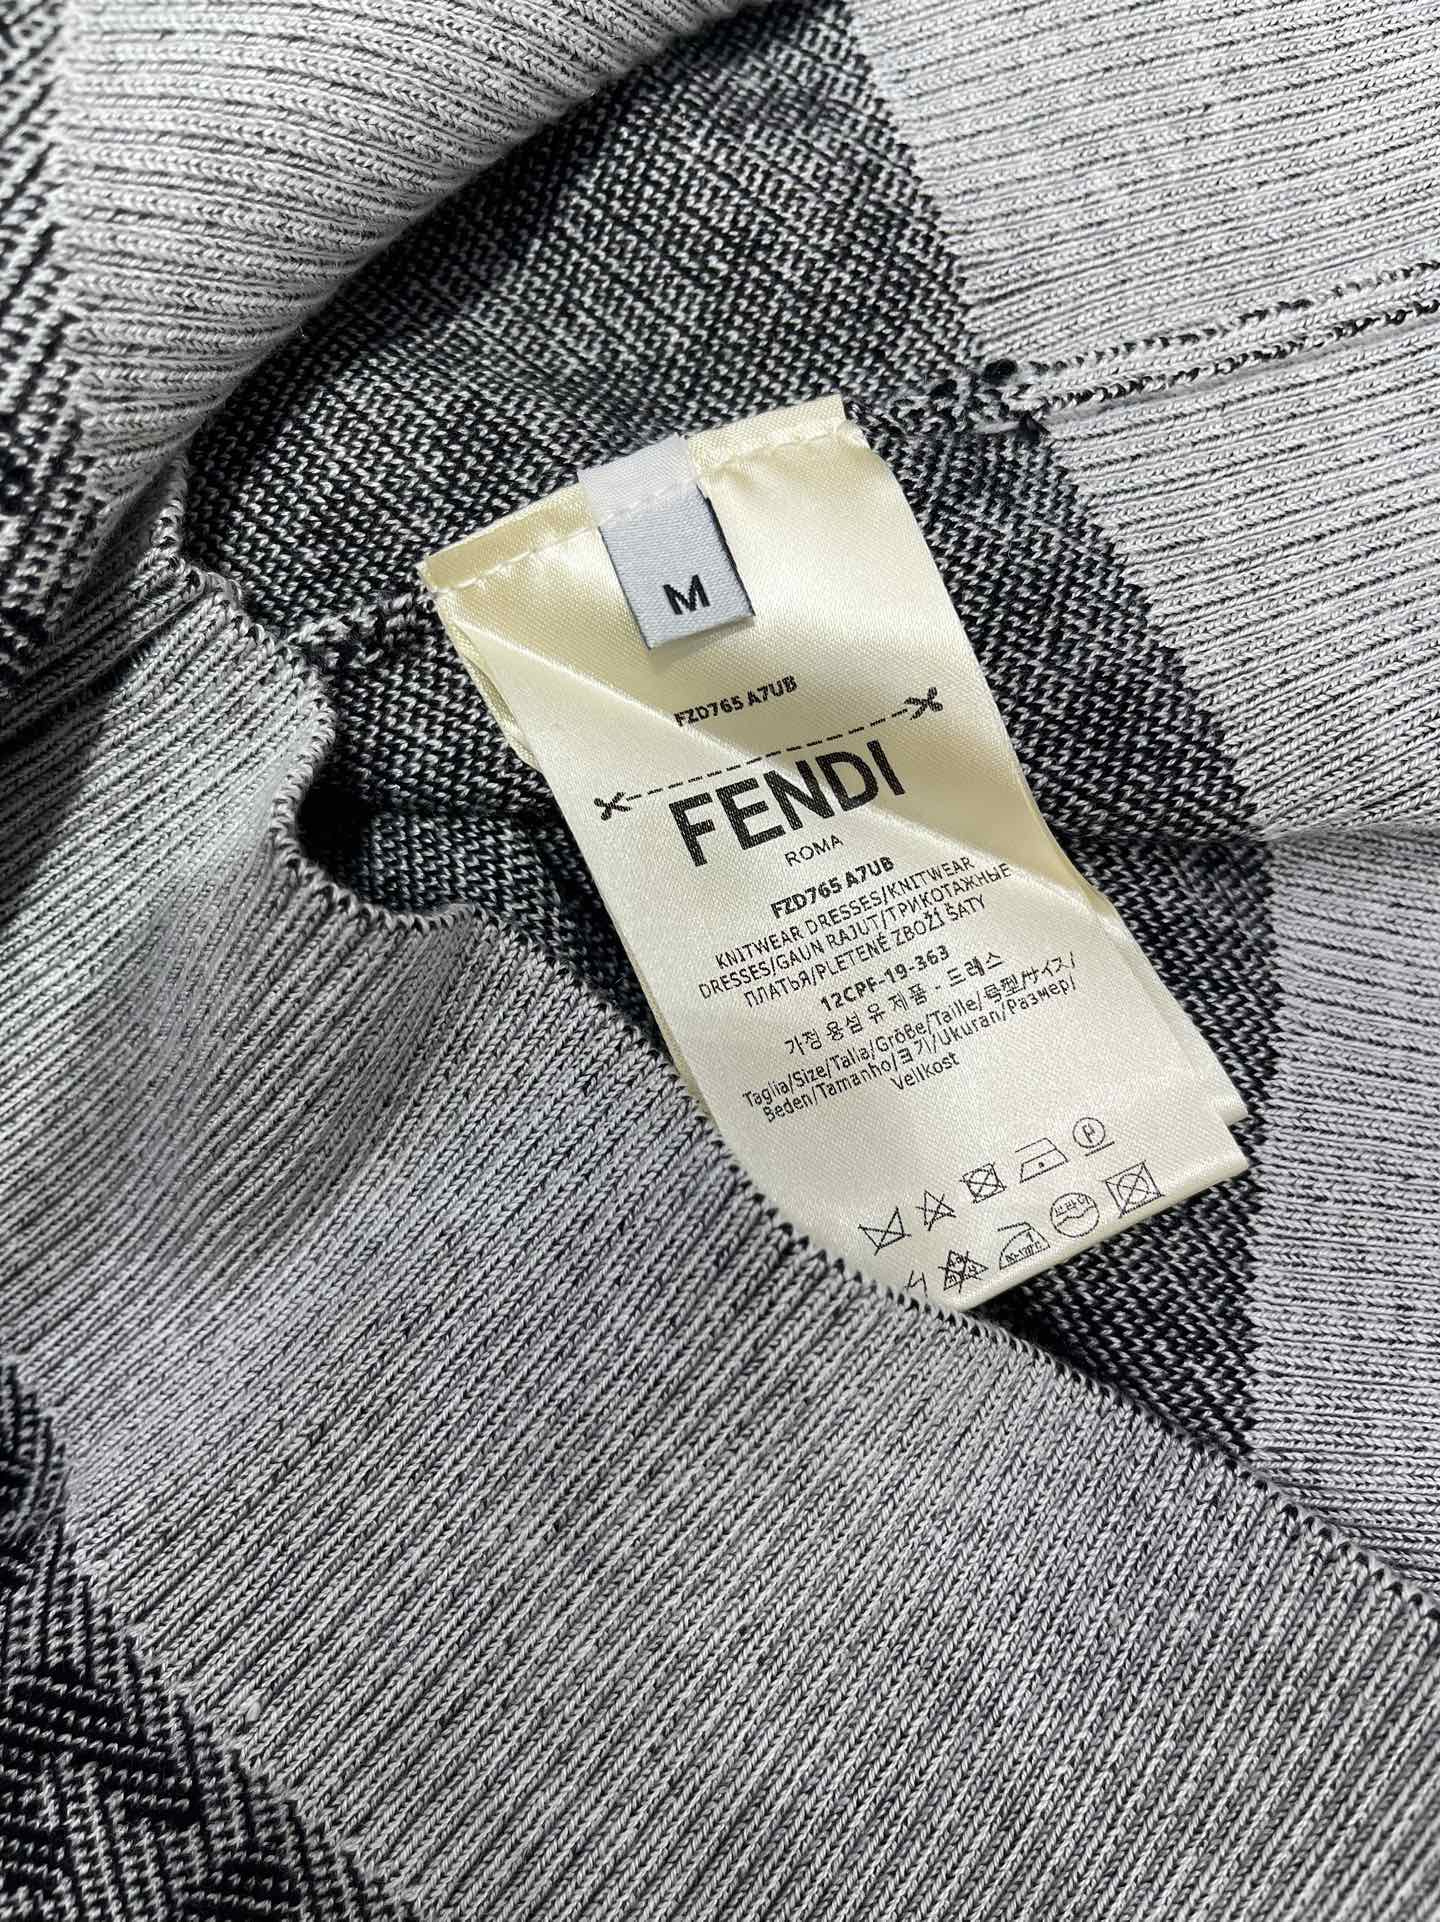 M
FZD765 A7UB
FENDI
ROMA
FZD765 A7UB
KNITWEAR DRESSES/KNITWEAR
DRESSES/GAUN RAJUT/ТРИКОТАЖНЫЕ
ПЛАТЬЯ/PLETENÉ ZBOŽÍ ŠATY
12CPF-19-363
가정 용섬 유 제품 - 드레스
Taglia/Size/Talla/Größe/Taille/号型/サイズ/
Beden/Tamanho/크기/Ukuran/Размер/
Velikost